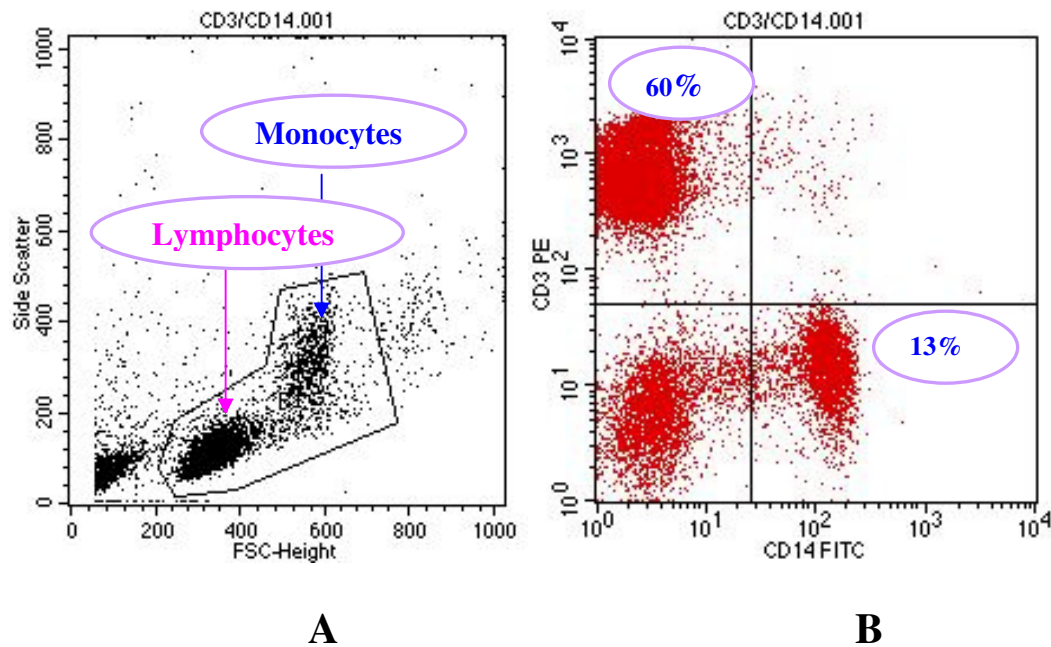 CD3/CD14.001
1000
800
600
400
200
0
Side Scatter
Monocytes
Lymphocytes
0 200 400 600 800 1000
FSC-Height
A
CD3/CD14.001
10^4
10^3
10^2
10^1
10^0
CD3 PE
60%
13%
10^0 10^1 10^2 10^3 10^4
CD14 FITC
B